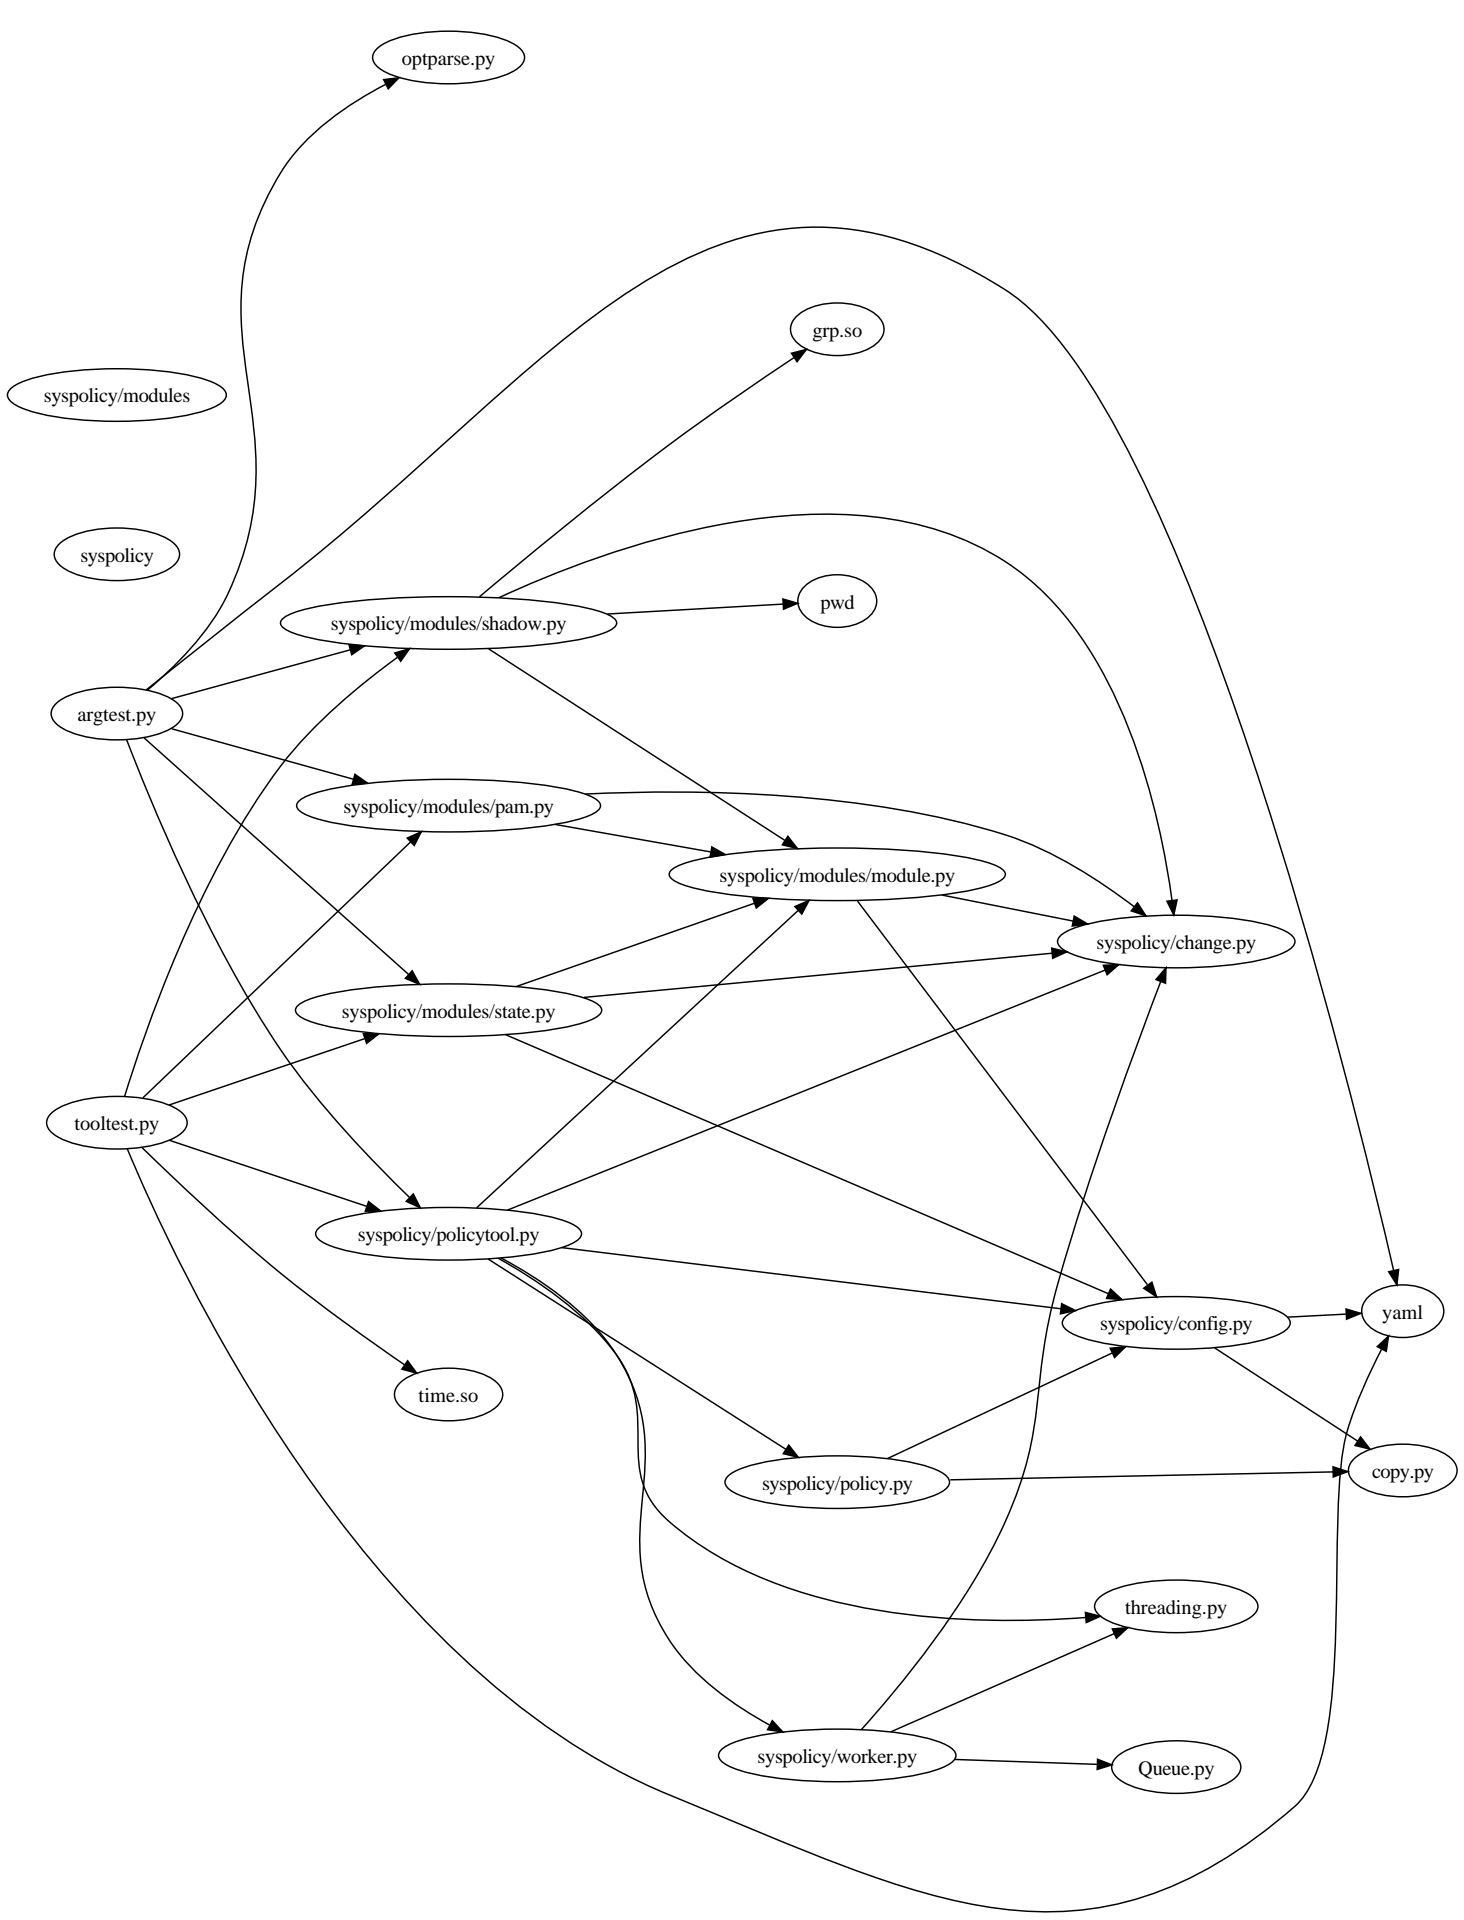 optparse.py
grp.so
syspolicy/modules
syspolicy
pwd
syspolicy/modules/shadow.py
argtest.py
syspolicy/modules/pam.py
syspolicy/modules/module.py
syspolicy/change.py
syspolicy/modules/state.py
tooltest.py
syspolicy/policytool.py
syspolicy/config.py
yaml
time.so
syspolicy/policy.py
copy.py
threading.py
syspolicy/worker.py
Queue.py